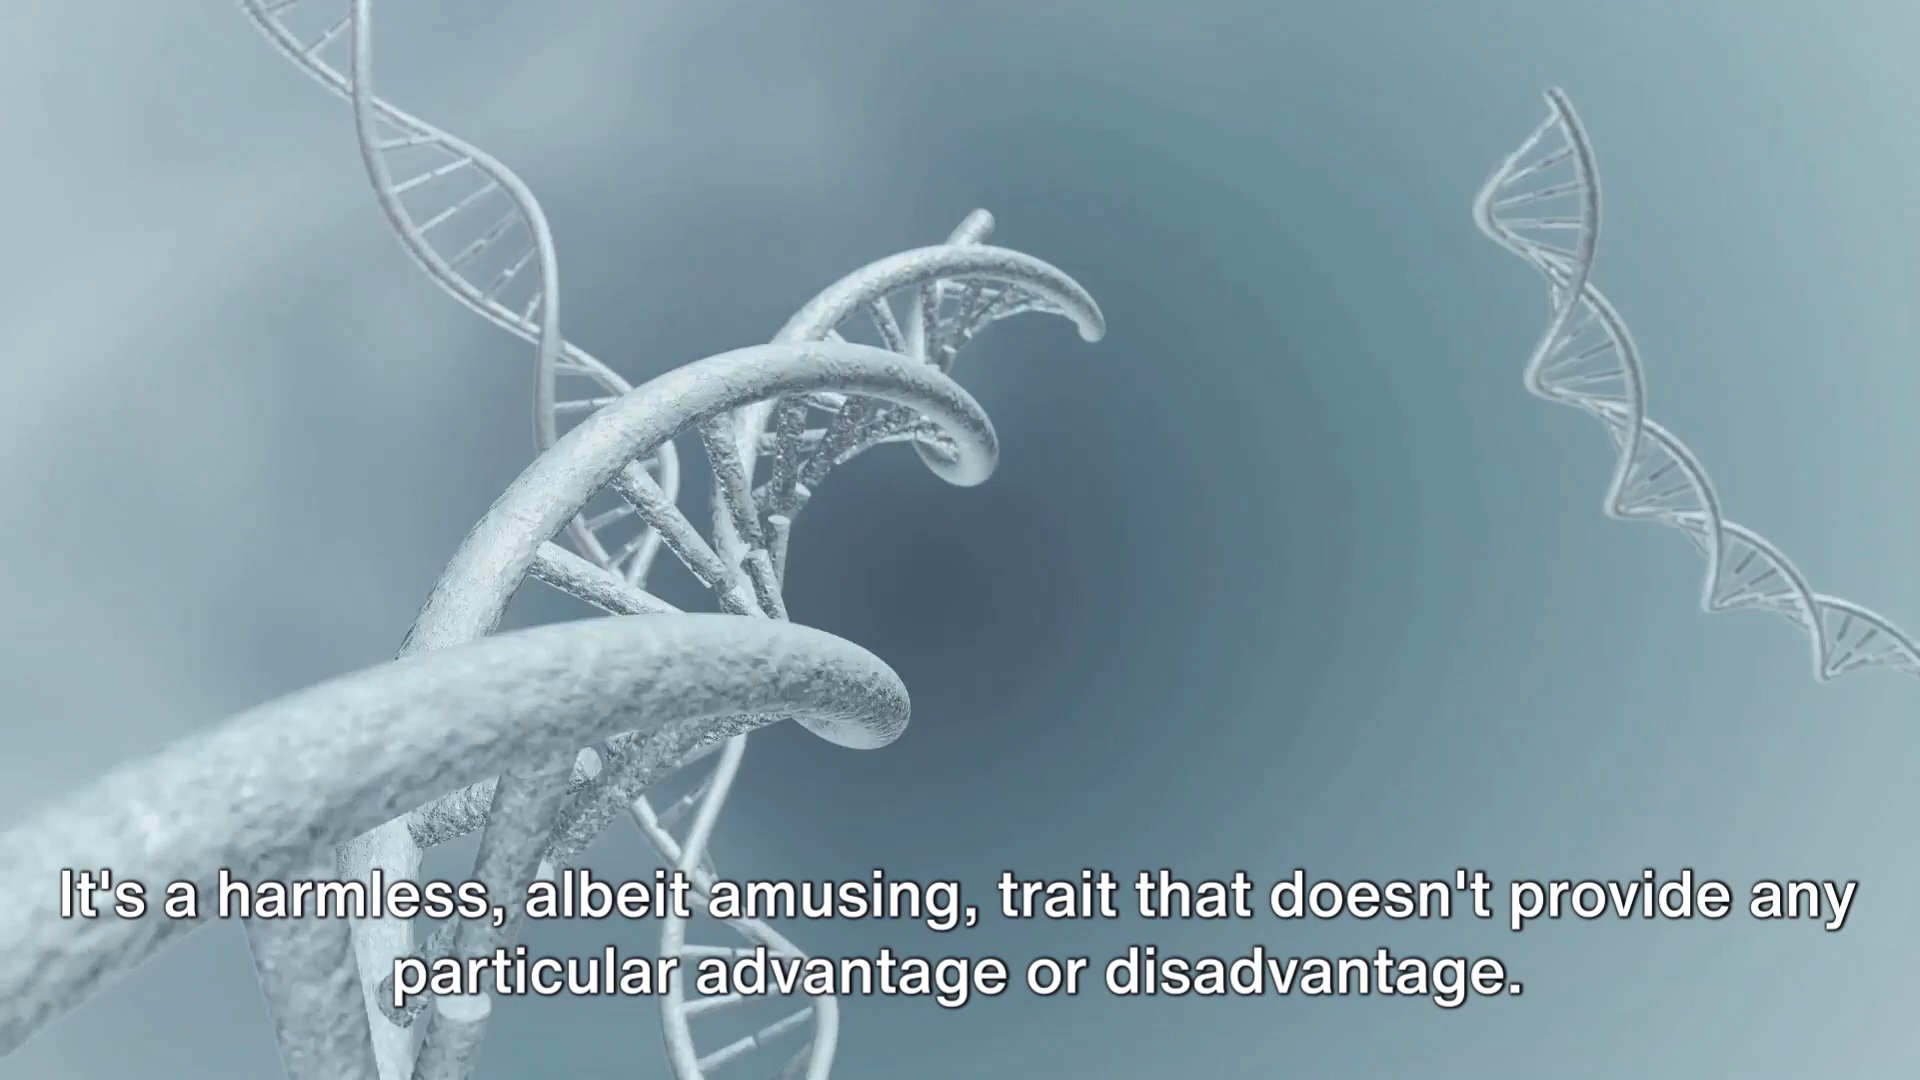 It's a harmless, albeit amusing, trait that doesn't provide any
particular advantage or disadvantage.